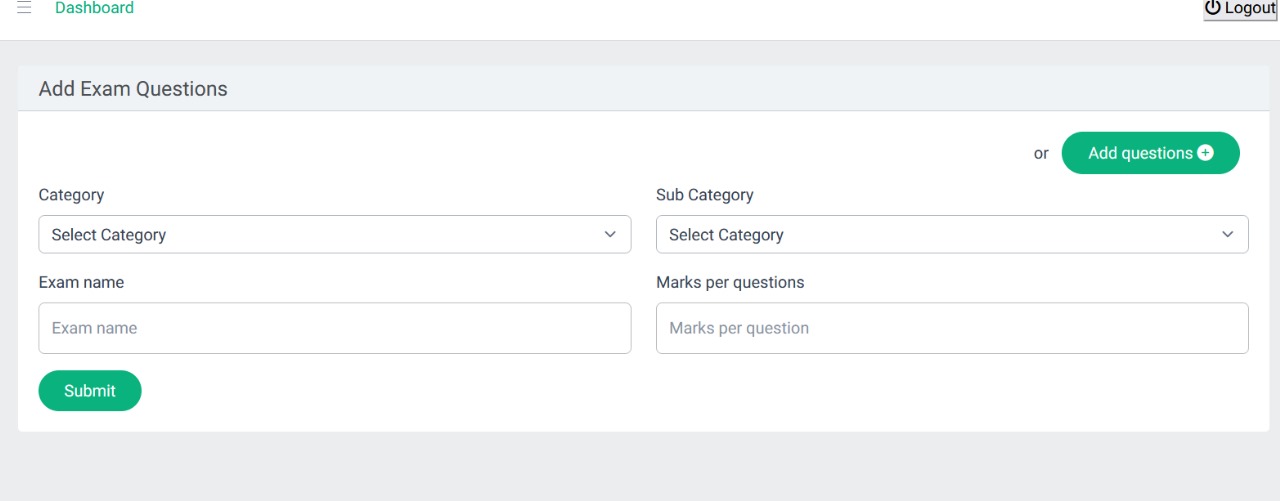 Dashboard
Logout
Add Exam Questions
or Add questions
Category
Sub Category
Select Category
Select Category
Exam name
Marks per questions
Exam name
Marks per question
Submit